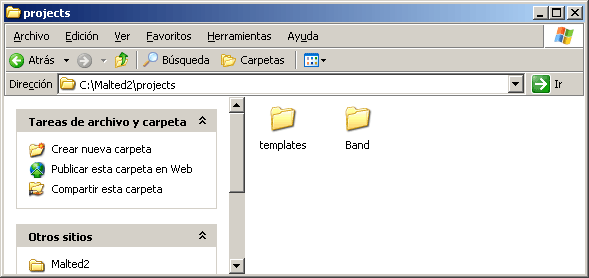 projects
Archivo Edición Ver Favoritos Herramientas Ayuda
Atrás Búsqueda Carpetas
Dirección C:\Malted2\projects Ir
Tareas de archivo y carpeta
Crear nueva carpeta
Publicar esta carpeta en Web
Compartir esta carpeta
Otros sitios
Malted2
templates Band